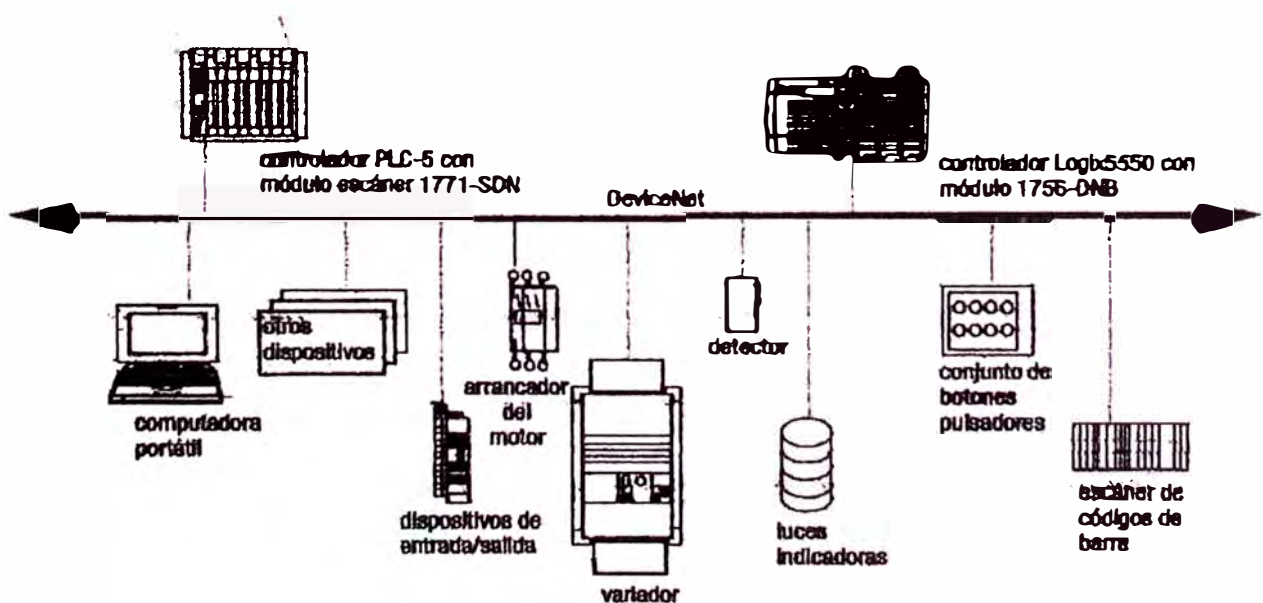 controlador PLC-5 con
módulo escáner 1771-SDN
controlador Logix5550 con
módulo 1756-DNB
DeviceNet
otros
dispositivos
computadora
portátil
arrancador
del
motor
dispositivos de
entrada/salida
variador
detector
luces
indicadoras
conjunto de
botones
pulsadores
escáner de
códigos de
barra